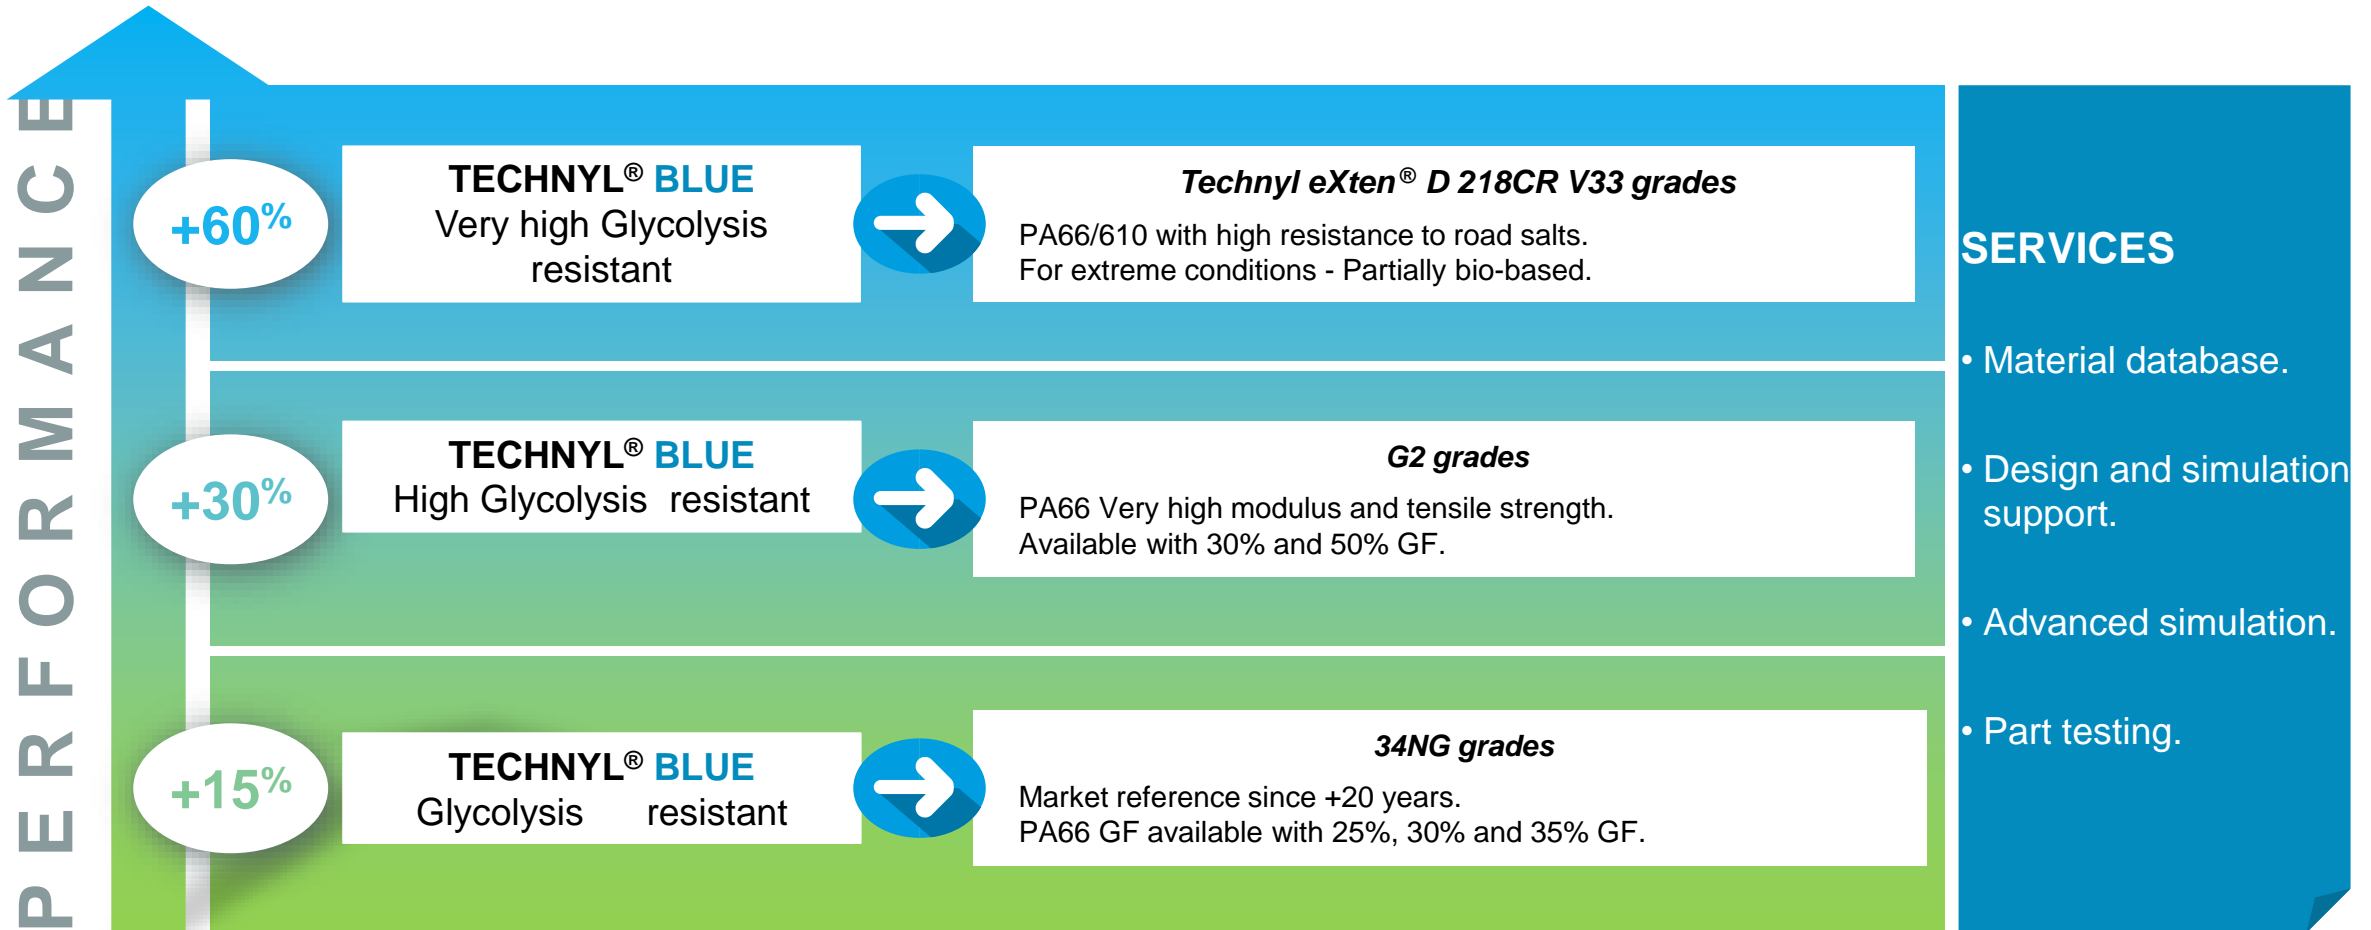 PERFORMANCE
+60%
TECHNYL® BLUE
Very high Glycolysis
resistant
Technyl eXten® D 218CR V33 grades
PA66/610 with high resistance to road salts.
For extreme conditions - Partially bio-based.
+30%
TECHNYL® BLUE
High Glycolysis resistant
G2 grades
PA66 Very high modulus and tensile strength.
Available with 30% and 50% GF.
+15%
TECHNYL® BLUE
Glycolysis resistant
34NG grades
Market reference since +20 years.
PA66 GF available with 25%, 30% and 35% GF.
SERVICES
• Material database.
• Design and simulation
support.
• Advanced simulation.
• Part testing.